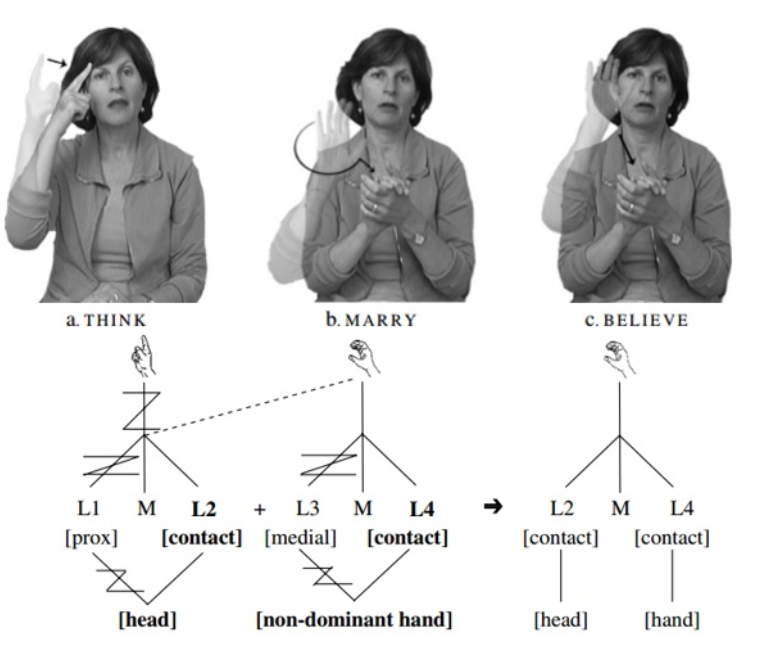 a. THINK b. MARRY c. BELIEVE
L1 M L2 + L3 M L4 → L2 M L4
[prox] [contact] [medial] [contact] [contact] [contact]
[head] [non-dominant hand] [head] [hand]